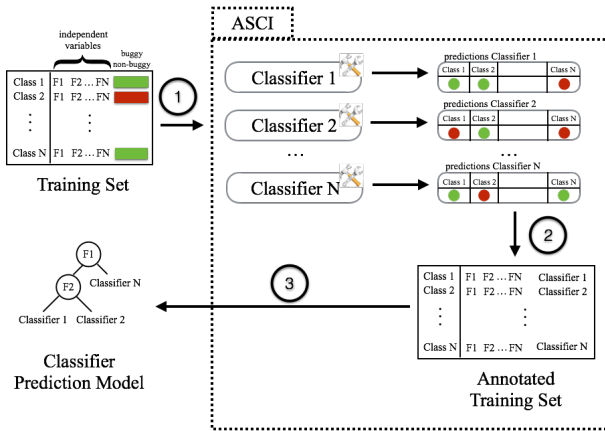 ASCI
independent
variables
buggy
non-buggy
Class 1 F1 F2 ... FN
Class 2 F1 F2 ... FN
Class N F1 F2 ... FN
Training Set
1
Classifier 1
Classifier 2
...
Classifier N
predictions Classifier 1
Class 1 Class 2 Class N
predictions Classifier 2
Class 1 Class 2 Class N
...
predictions Classifier N
Class 1 Class 2 Class N
2
Class 1 F1 F2 ... FN Classifier 1
Class 2 F1 F2 ... FN Classifier 2
Class N F1 F2 ... FN Classifier N
Annotated
Training Set
3
F1
F2
Classifier N
Classifier 1 Classifier 2
Classifier
Prediction Model